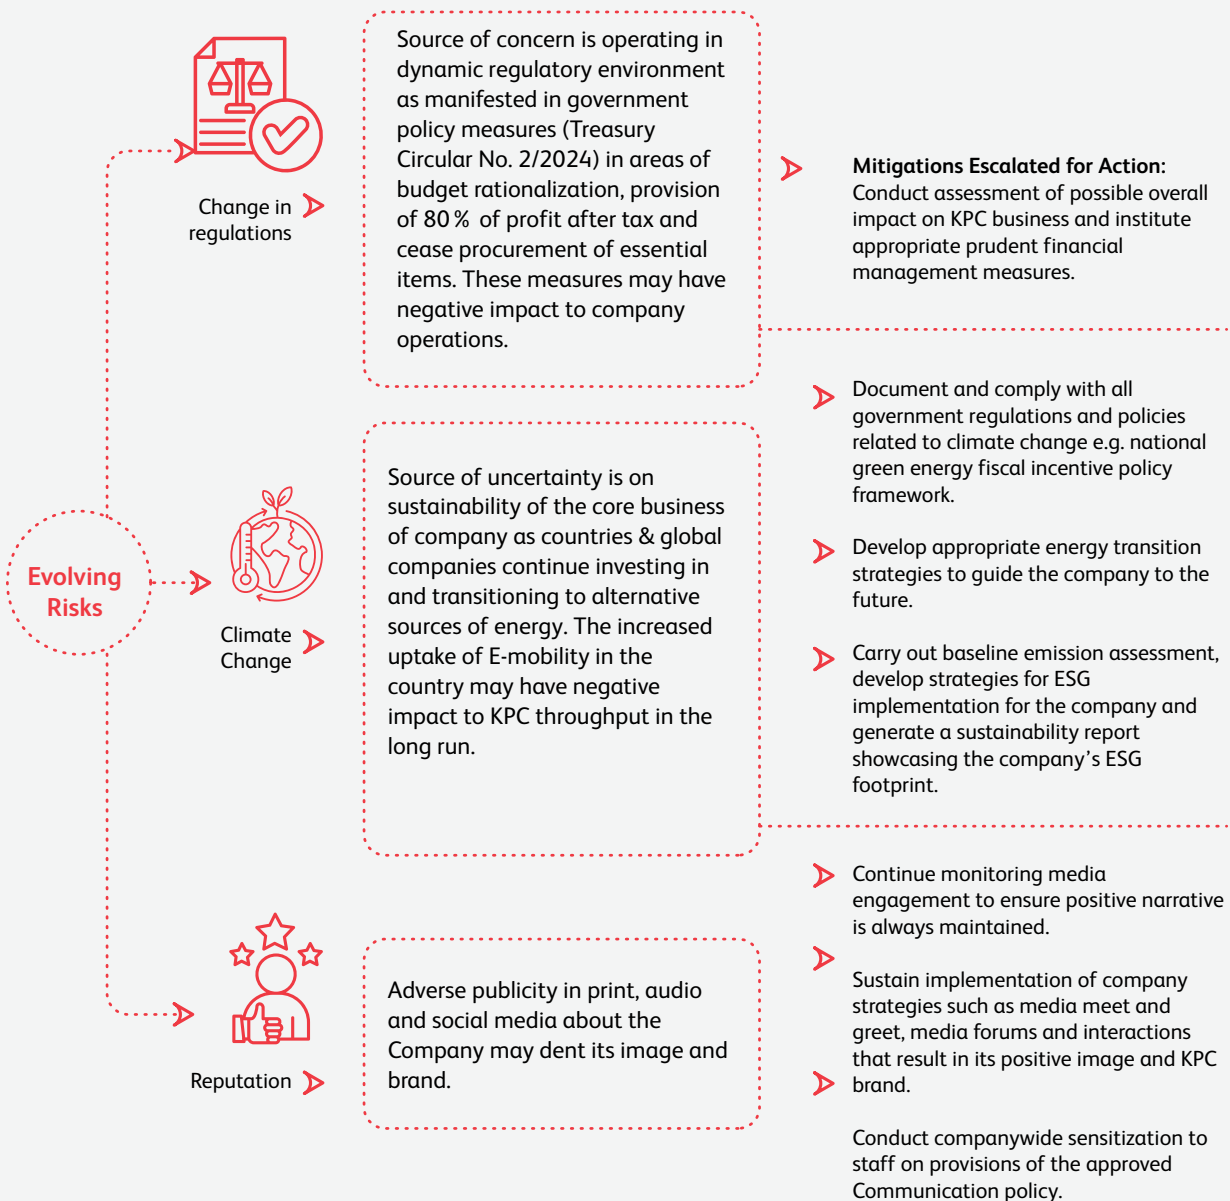 Evolving
Risks
Change in
regulations
Source of concern is operating in
dynamic regulatory environment
as manifested in government
policy measures (Treasury
Circular No. 2/2024) in areas of
budget rationalization, provision
of 80% of profit after tax and
cease procurement of essential
items. These measures may have
negative impact to company
operations.
Mitigations Escalated for Action:
Conduct assessment of possible overall
impact on KPC business and institute
appropriate prudent financial
management measures.
Climate
Change
Source of uncertainty is on
sustainability of the core business
of company as countries & global
companies continue investing in
and transitioning to alternative
sources of energy. The increased
uptake of E-mobility in the
country may have negative
impact to KPC throughput in the
long run.
Document and comply with all
government regulations and policies
related to climate change e.g. national
green energy fiscal incentive policy
framework.
Develop appropriate energy transition
strategies to guide the company to the
future.
Carry out baseline emission assessment,
develop strategies for ESG
implementation for the company and
generate a sustainability report
showcasing the company's ESG
footprint.
Reputation
Adverse publicity in print, audio
and social media about the
Company may dent its image and
brand.
Continue monitoring media
engagement to ensure positive narrative
is always maintained.
Sustain implementation of company
strategies such as media meet and
greet, media forums and interactions
that result in its positive image and KPC
brand.
Conduct companywide sensitization to
staff on provisions of the approved
Communication policy.